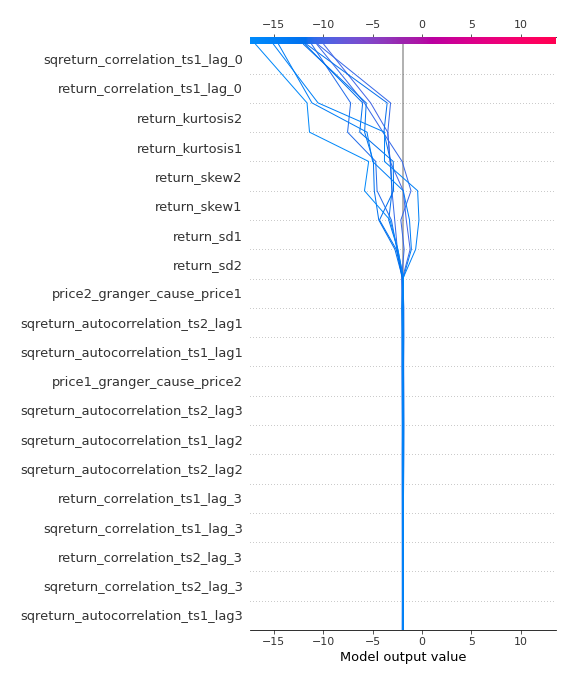 −15 −10 −5 0 5 10
sqreturn_correlation_ts1_lag_0
return_correlation_ts1_lag_0
return_kurtosis2
return_kurtosis1
return_skew2
return_skew1
return_sd1
return_sd2
price2_granger_cause_price1
sqreturn_autocorrelation_ts2_lag1
sqreturn_autocorrelation_ts1_lag1
price1_granger_cause_price2
sqreturn_autocorrelation_ts2_lag3
sqreturn_autocorrelation_ts1_lag2
sqreturn_autocorrelation_ts2_lag2
return_correlation_ts1_lag_3
sqreturn_correlation_ts1_lag_3
return_correlation_ts2_lag_3
sqreturn_correlation_ts2_lag_3
sqreturn_autocorrelation_ts1_lag3
−15 −10 −5 0 5 10
Model output value